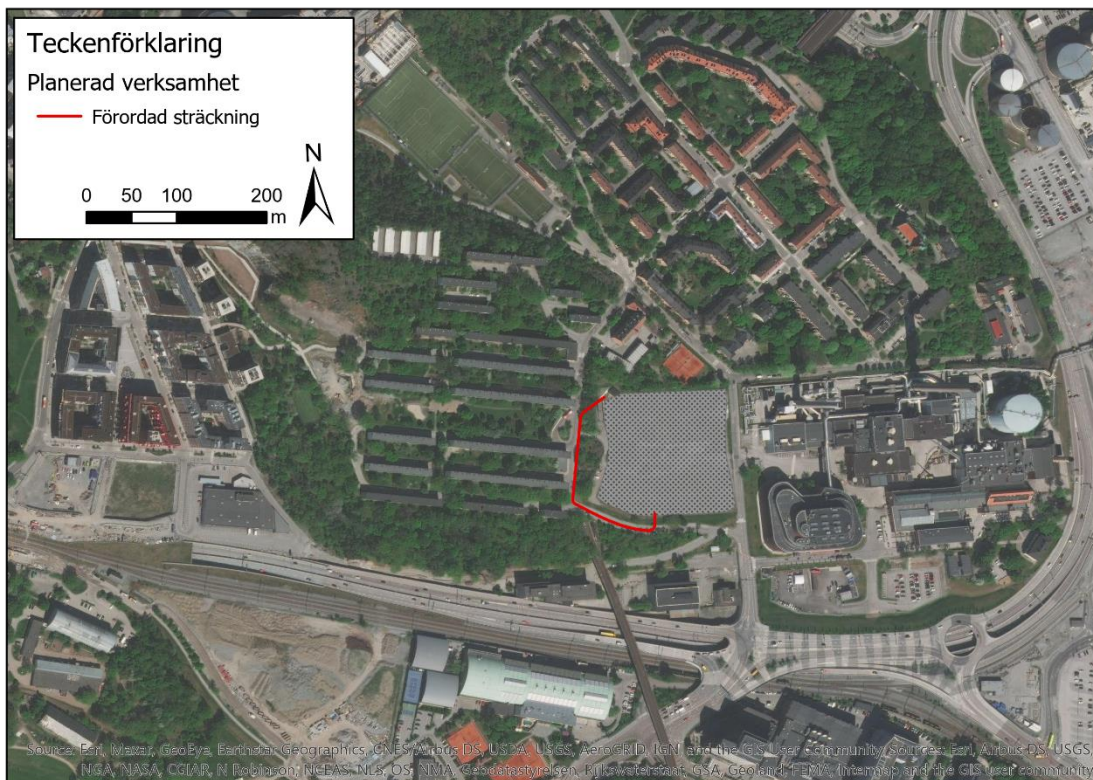 Teckenförklaring
Planerad verksamhet
Förordad sträckning
N
0 50 100 200
m
Source: Esri, Maxar, GeoEye, Earthstar Geographics, CNES/Airbus DS, USDA, USGS, AeroGRID, IGN, and the GIS User Community, Sources: Esri, Airbus DS, USGS,
NGA, NASA, CGIAR, N Robinson, NCEAS, NLS, OS, NMA, Geodatastyrelsen, Rijkswaterstaat, GSA, Geoland, FEMA, Intermap and the GIS user community